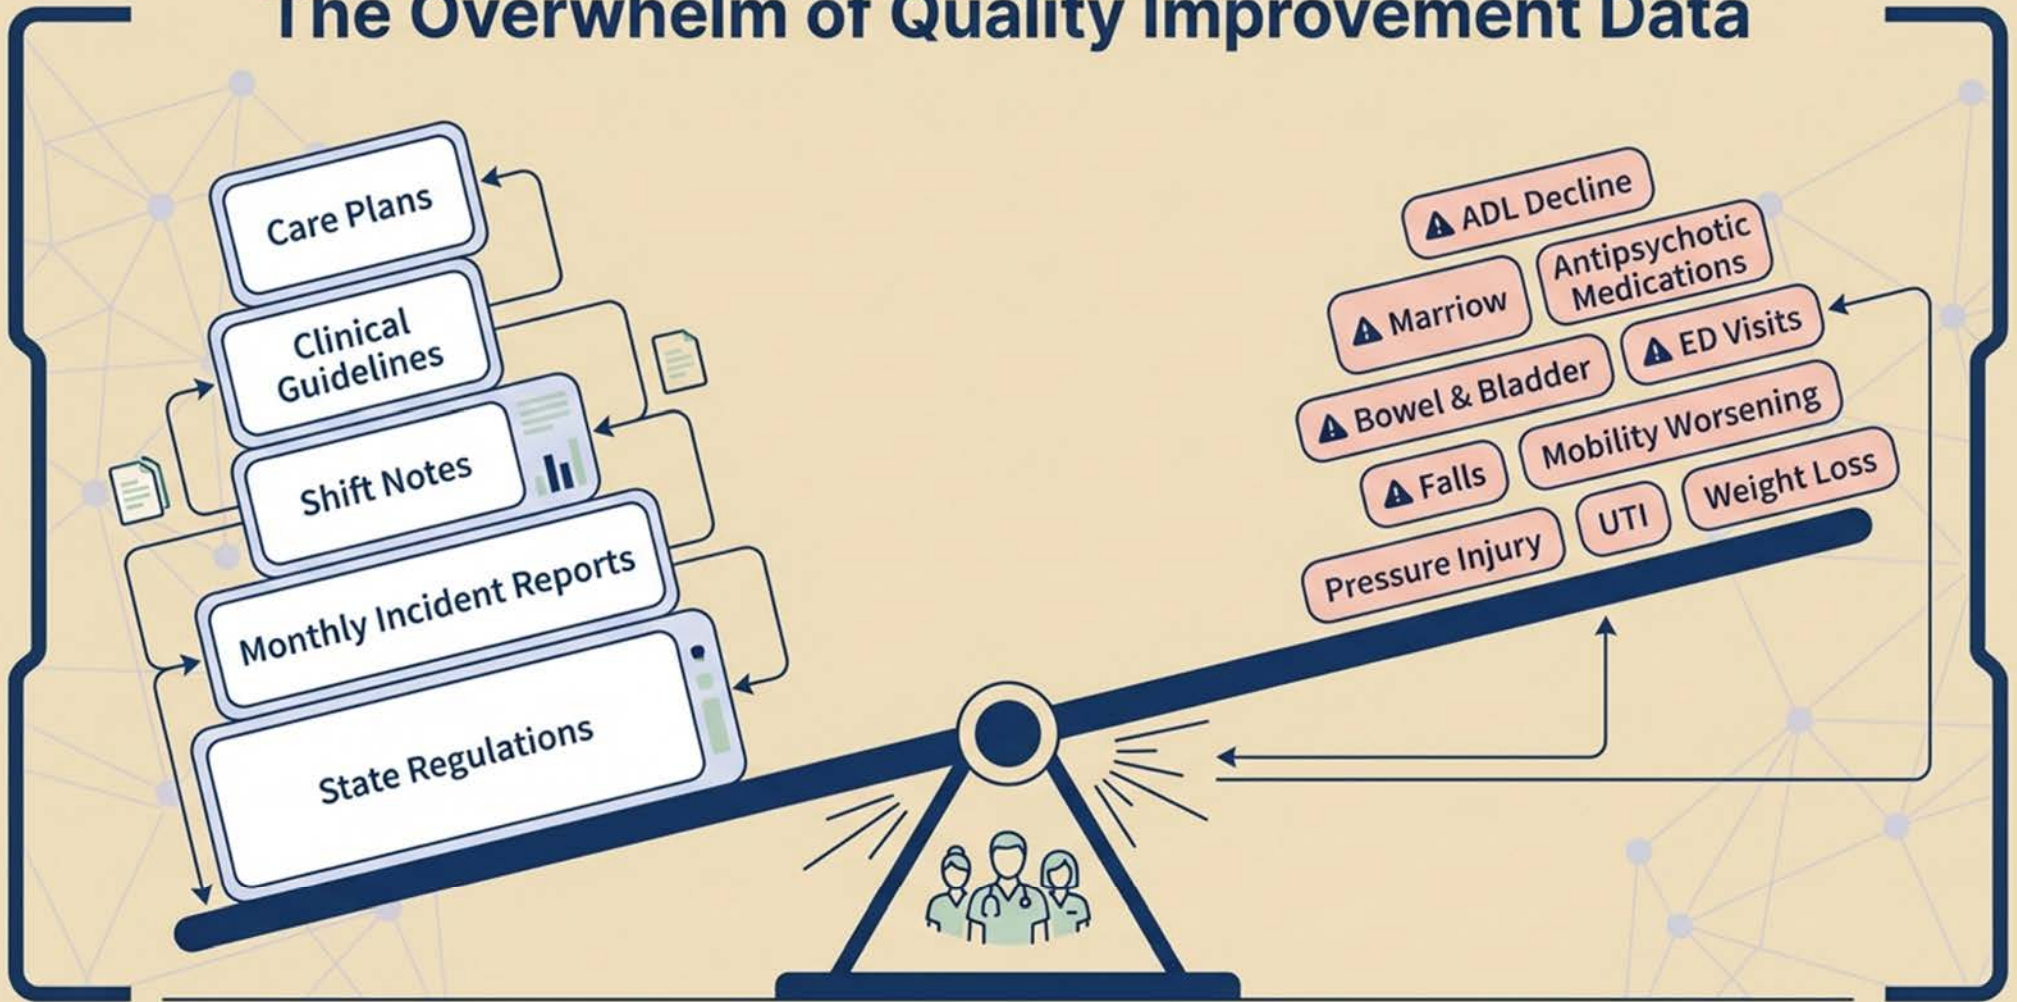 The Overwhelm of Quality Improvement Data
Care Plans
Clinical
Guidelines
Shift Notes
Monthly Incident Reports
State Regulations
ADL Decline
Antipsychotic
Medications
Marriow
ED Visits
Bowel & Bladder
Mobility Worsening
Falls
Weight Loss
UTI
Pressure Injury